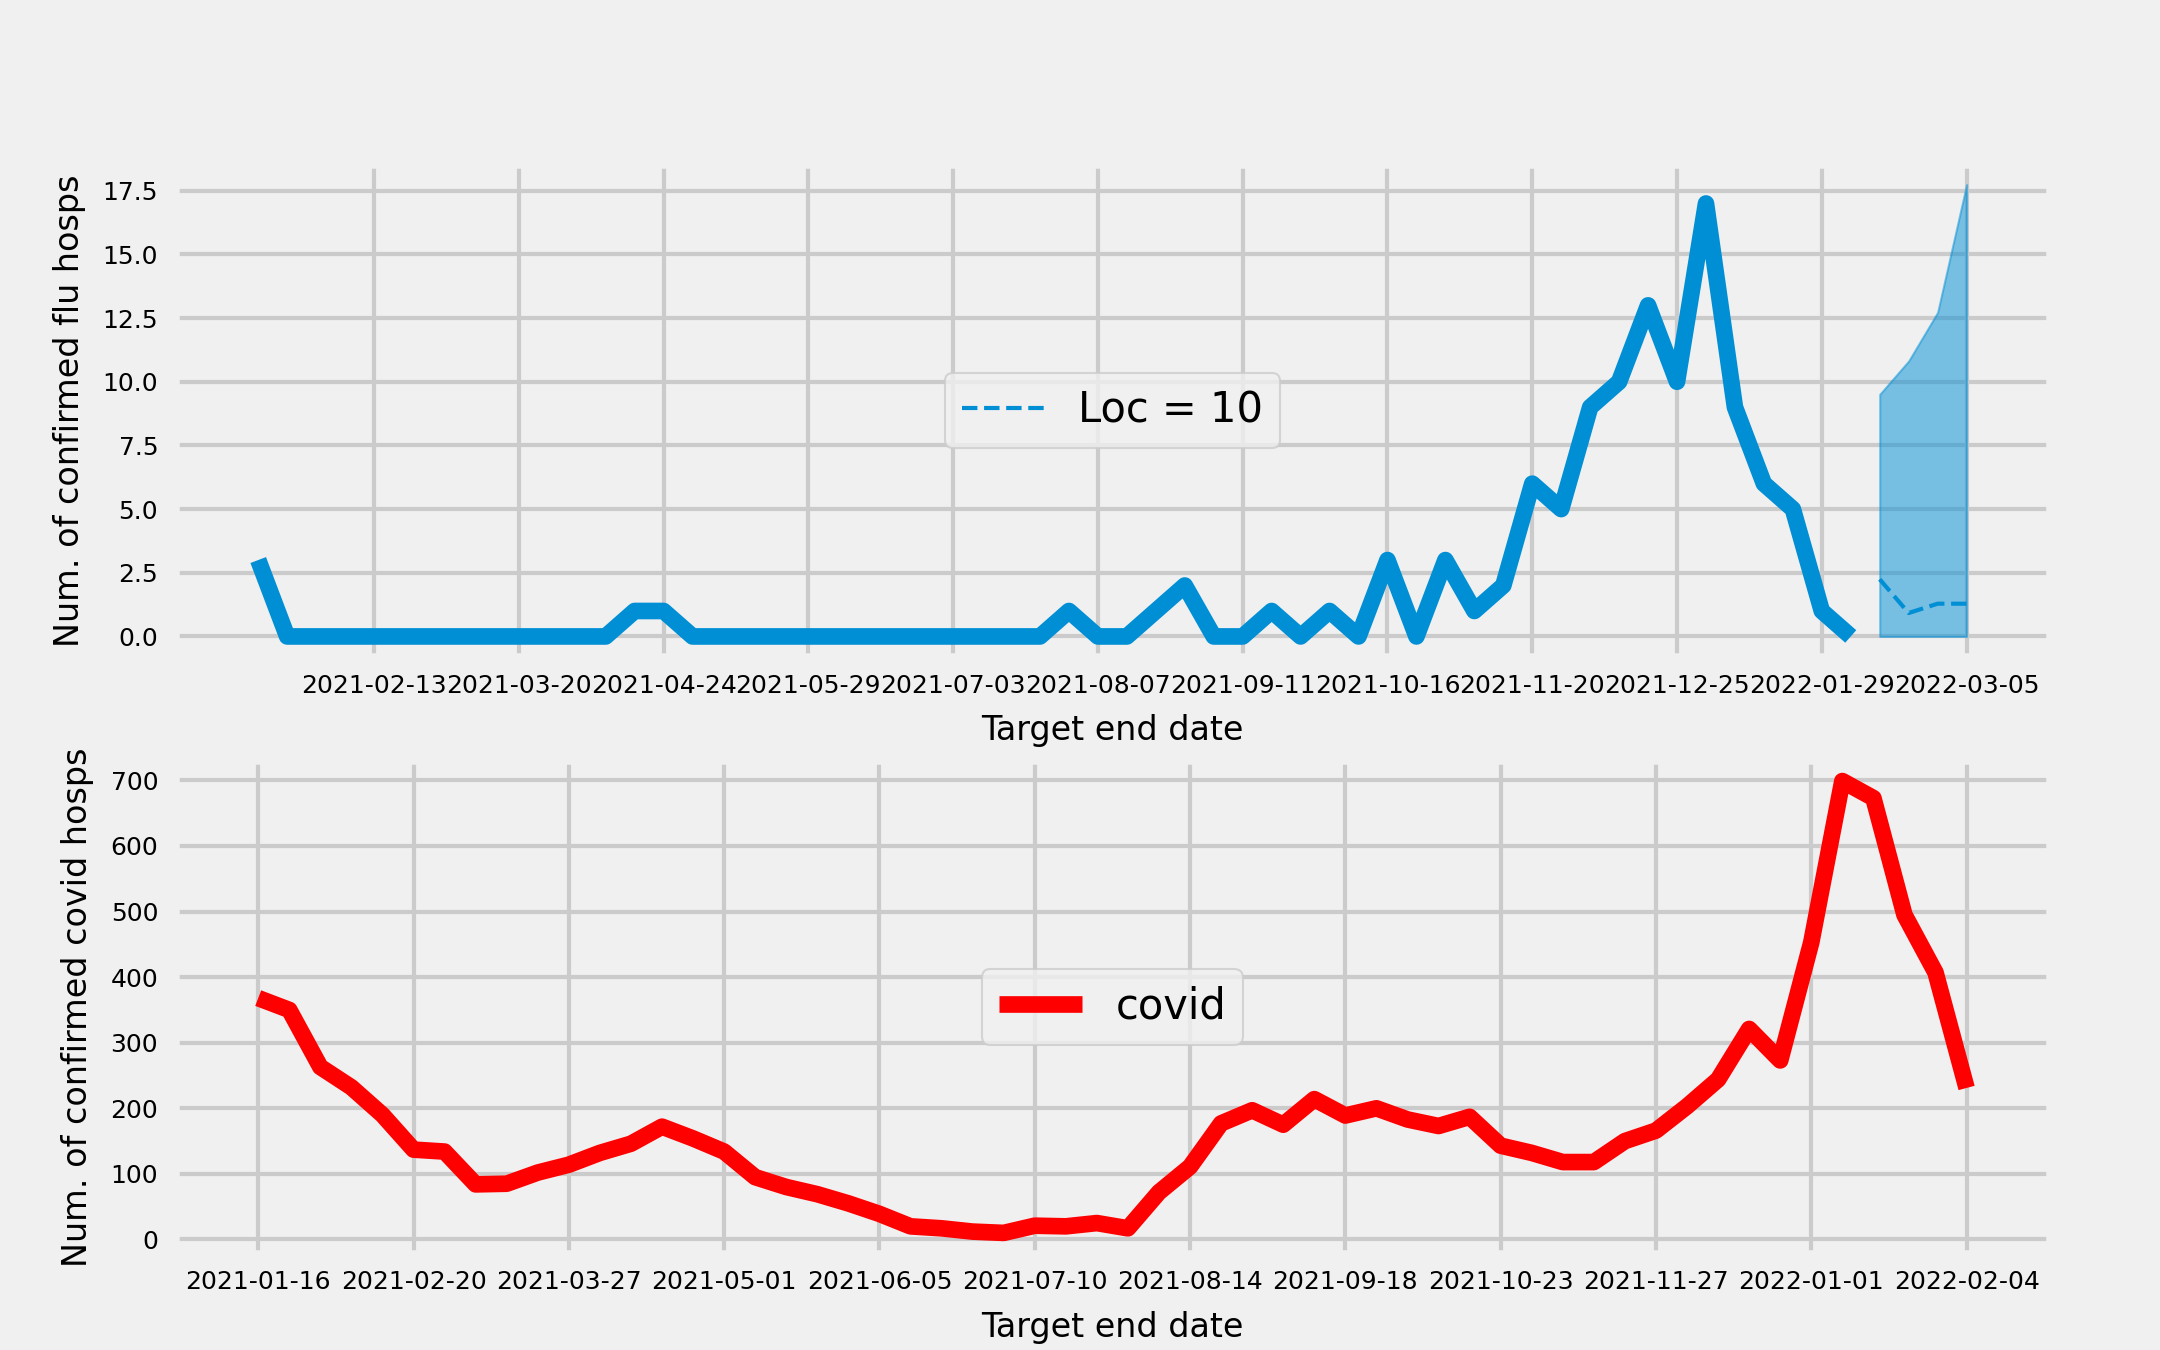 Num. of confirmed flu hosps
17.5
15.0
12.5
10.0
7.5
5.0
2.5
0.0
Loc = 10
2021-02-13 2021-03-20 2021-04-24 2021-05-29 2021-07-03 2021-08-07 2021-09-11 2021-10-16 2021-11-20 2021-12-25 2022-01-29 2022-03-05
Target end date
Num. of confirmed covid hosps
700
600
500
400
300
200
100
0
covid
2021-01-16 2021-02-20 2021-03-27 2021-05-01 2021-06-05 2021-07-10 2021-08-14 2021-09-18 2021-10-23 2021-11-27 2022-01-01 2022-02-04
Target end date